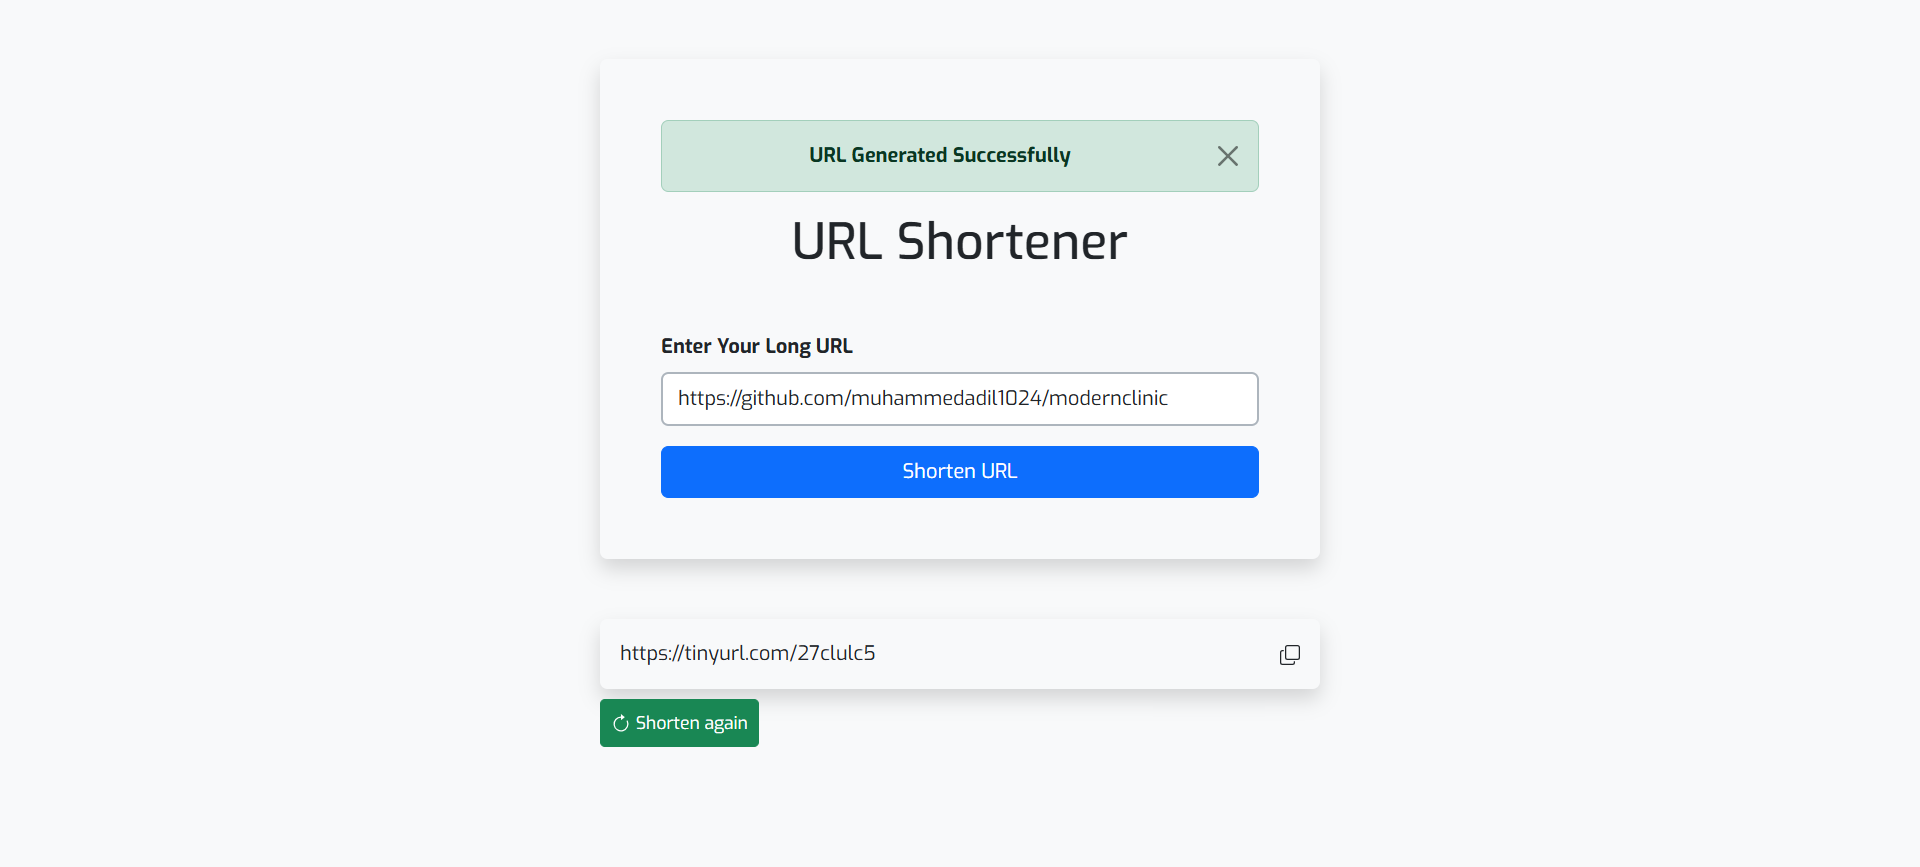 URL Generated Successfully
URL Shortener
Enter Your Long URL
https://github.com/muhammedadil1024/modernclinic
Shorten URL
https://tinyurl.com/27clulc5
Shorten again